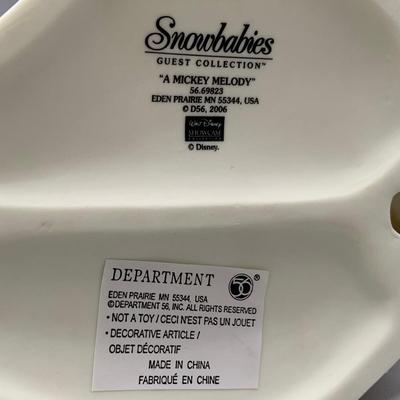 Snowbabies™
GUEST COLLECTION™
"A MICKEY MELODY"
56.69823
EDEN PRAIRIE MN 55344, USA
© D56, 2006
WALT DISNEY
SHOWCASE
COLLECTION
© Disney.
DEPARTMENT 56®
EDEN PRAIRIE MN 55344, USA
©DEPARTMENT 56, INC. ALL RIGHTS RESERVED
• NOT A TOY / CECI N'EST PAS UN JOUET
• DECORATIVE ARTICLE /
OBJET DÉCORATIF
MADE IN CHINA
FABRIQUÉ EN CHINE